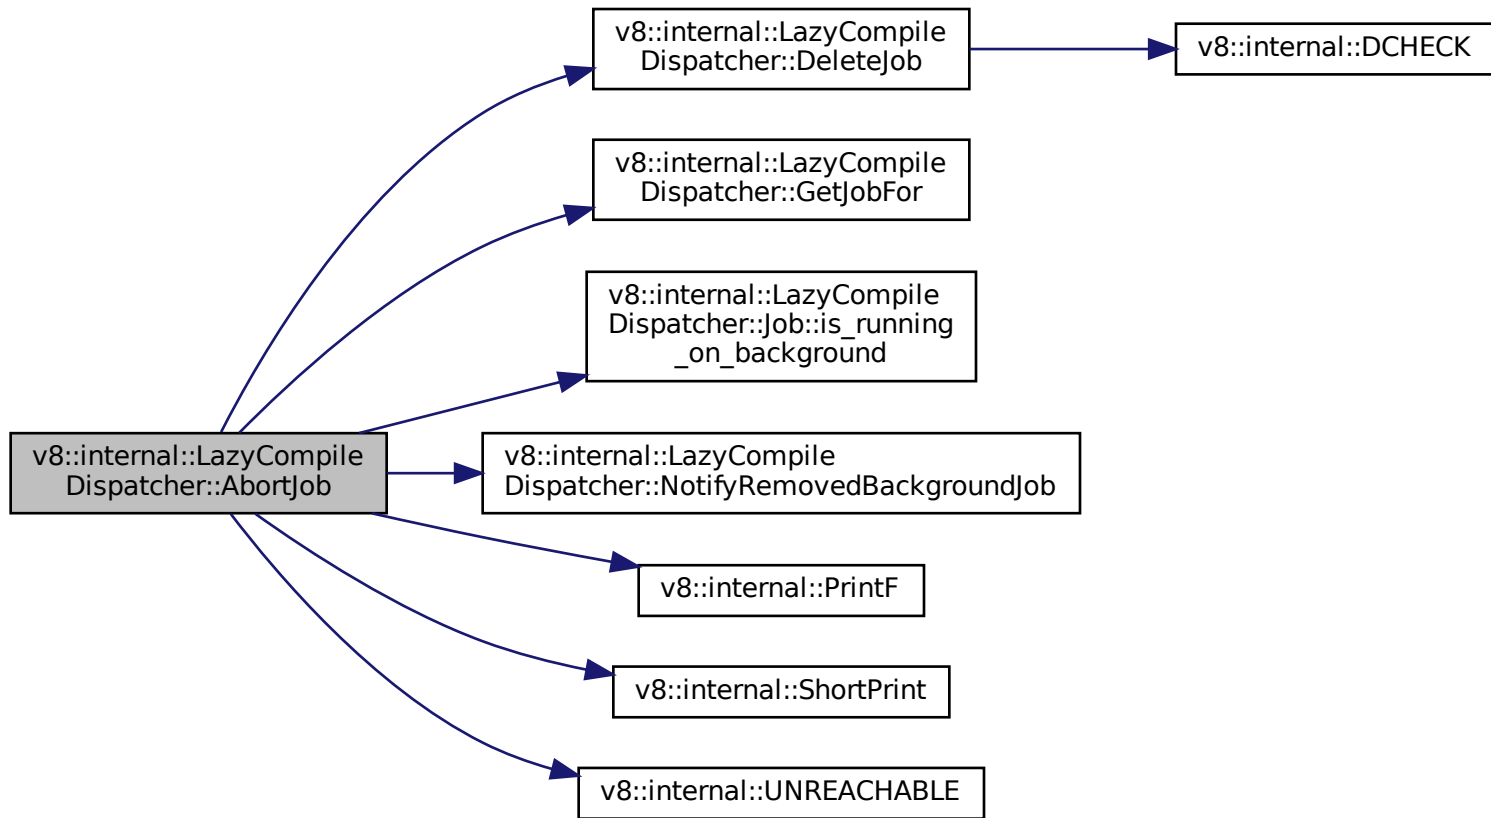 v8::internal::LazyCompile
Dispatcher::DeleteJob
v8::internal::DCHECK
v8::internal::LazyCompile
Dispatcher::GetJobFor
v8::internal::LazyCompile
Dispatcher::Job::is_running
_on_background
v8::internal::LazyCompile
Dispatcher::AbortJob
v8::internal::LazyCompile
Dispatcher::NotifyRemovedBackgroundJob
v8::internal::PrintF
v8::internal::ShortPrint
v8::internal::UNREACHABLE